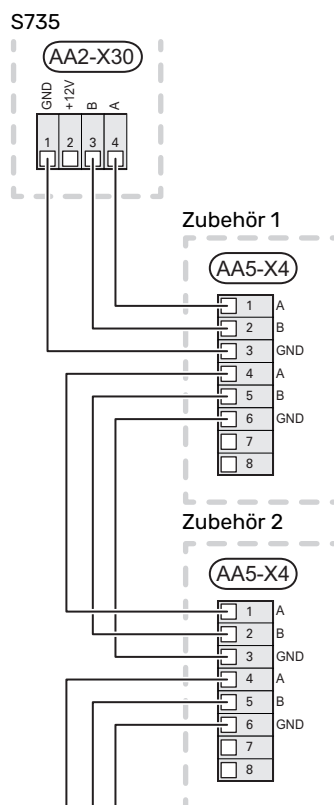 S735
AA2-X30
GND +12V B A
1 2 3 4
Zubehör 1
AA5-X4
1 A
2 B
3 GND
4 A
5 B
6 GND
7
8
Zubehör 2
AA5-X4
1 A
2 B
3 GND
4 A
5 B
6 GND
7
8